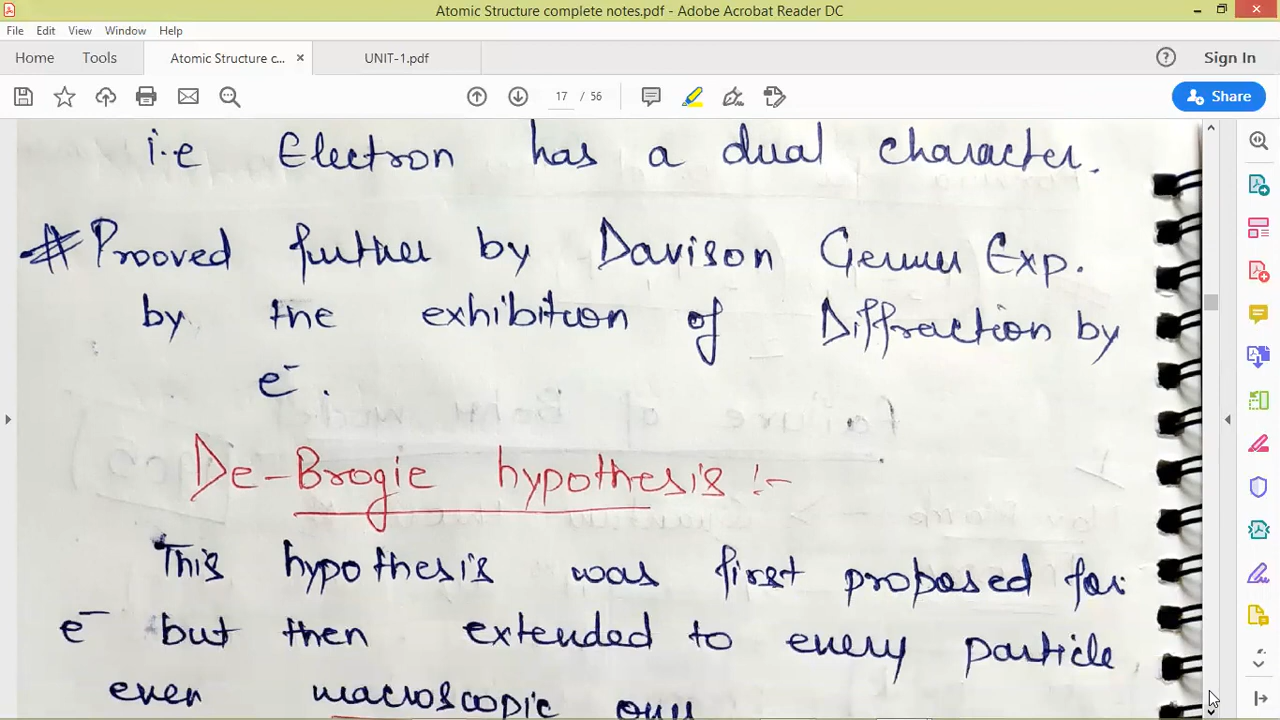 Atomic Structure complete notes.pdf - Adobe Acrobat Reader DC
File Edit View Window Help
Home Tools Atomic Structure c... × UNIT-1.pdf Sign In
17 / 56 Share
i.e Electron has a dual character.
# Prooved further by Davison Germer Exp.
by the exhibition of Diffraction by
e⁻ .
De-Brogie hypothesis :-
This hypothesis was first proposed for
e⁻ but then extended to every particle
even macroscopic